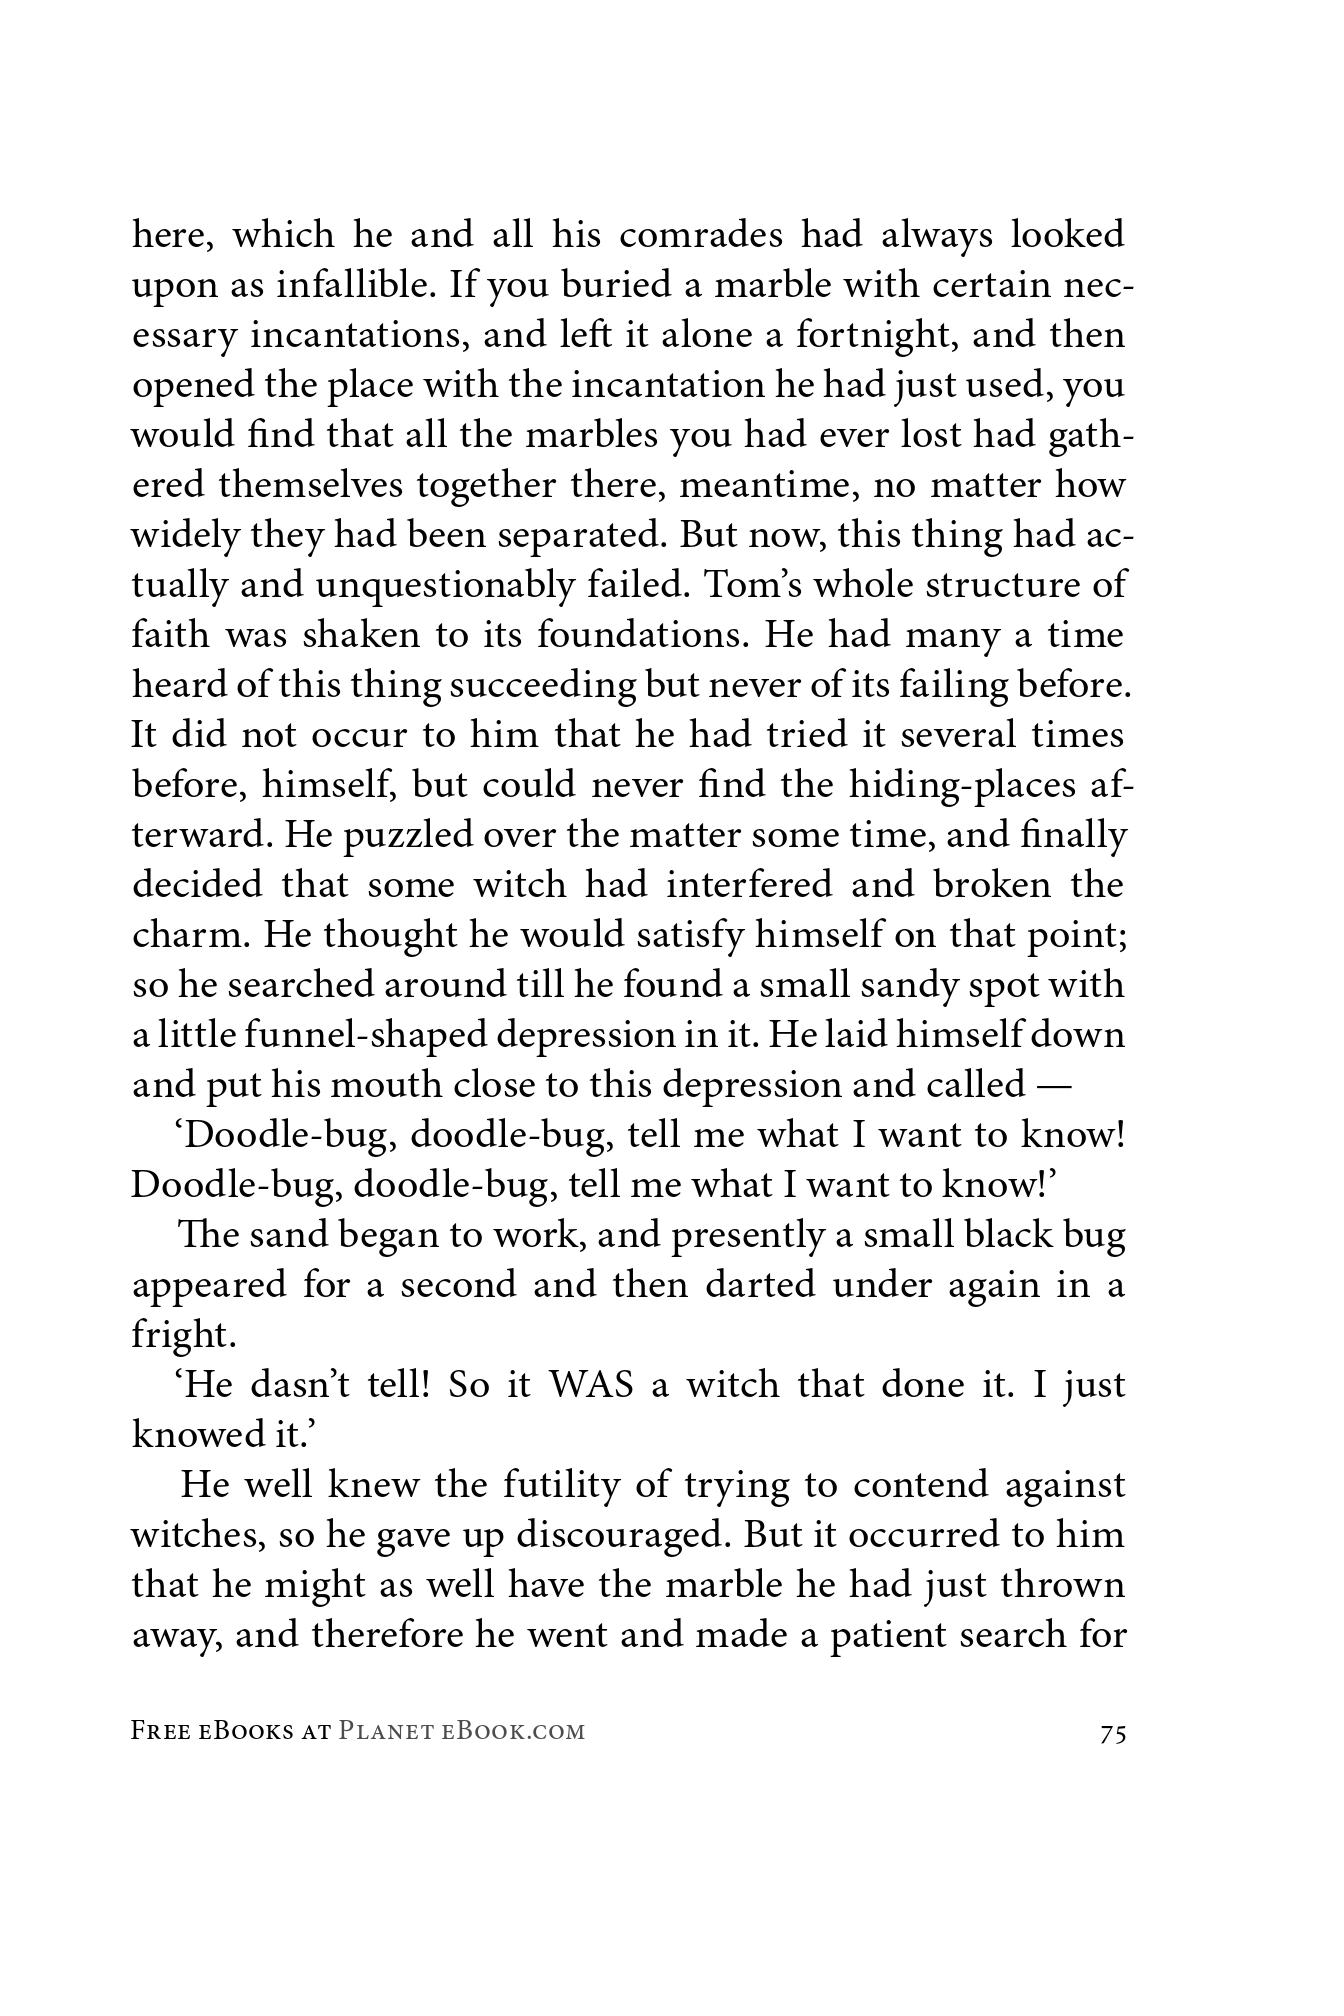 here, which he and all his comrades had always looked
upon as infallible. If you buried a marble with certain nec-
essary incantations, and left it alone a fortnight, and then
opened the place with the incantation he had just used, you
would find that all the marbles you had ever lost had gath-
ered themselves together there, meantime, no matter how
widely they had been separated. But now, this thing had ac-
tually and unquestionably failed. Tom’s whole structure of
faith was shaken to its foundations. He had many a time
heard of this thing succeeding but never of its failing before.
It did not occur to him that he had tried it several times
before, himself, but could never find the hiding-places af-
terward. He puzzled over the matter some time, and finally
decided that some witch had interfered and broken the
charm. He thought he would satisfy himself on that point;
so he searched around till he found a small sandy spot with
a little funnel-shaped depression in it. He laid himself down
and put his mouth close to this depression and called —
‘Doodle-bug, doodle-bug, tell me what I want to know!
Doodle-bug, doodle-bug, tell me what I want to know!’
The sand began to work, and presently a small black bug
appeared for a second and then darted under again in a
fright.
‘He dasn’t tell! So it WAS a witch that done it. I just
knowed it.’
He well knew the futility of trying to contend against
witches, so he gave up discouraged. But it occurred to him
that he might as well have the marble he had just thrown
away, and therefore he went and made a patient search for
Free eBooks at Planet eBook.com 75